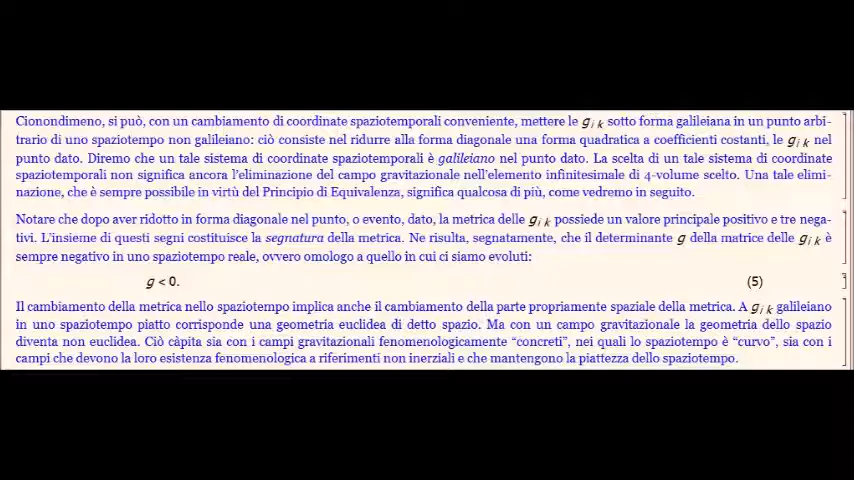 Cionondimeno, si può, con un cambiamento di coordinate spaziotemporali conveniente, mettere le g i k sotto forma galileiana in un punto arbi-
trario di uno spaziotempo non galileiano: ciò consiste nel ridurre alla forma diagonale una forma quadratica a coefficienti costanti, le g i k nel
punto dato. Diremo che un tale sistema di coordinate spaziotemporali è galileiano nel punto dato. La scelta di un tale sistema di coordinate
spaziotemporali non significa ancora l'eliminazione del campo gravitazionale nell'elemento infinitesimale di 4-volume scelto. Una tale elimi-
nazione, che è sempre possibile in virtù del Principio di Equivalenza, significa qualcosa di più, come vedremo in seguito.
Notare che dopo aver ridotto in forma diagonale nel punto, o evento, dato, la metrica delle g i k possiede un valore principale positivo e tre nega-
tivi. L'insieme di questi segni costituisce la segnatura della metrica. Ne risulta, segnatamente, che il determinante g della matrice delle g i k è
sempre negativo in uno spaziotempo reale, ovvero omologo a quello in cui ci siamo evoluti:
g < 0. (5)
Il cambiamento della metrica nello spaziotempo implica anche il cambiamento della parte propriamente spaziale della metrica. A g i k galileiano
in uno spaziotempo piatto corrisponde una geometria euclidea di detto spazio. Ma con un campo gravitazionale la geometria dello spazio
diventa non euclidea. Ciò càpita sia con i campi gravitazionali fenomenologicamente "concreti", nei quali lo spaziotempo è "curvo", sia con i
campi che devono la loro esistenza fenomenologica a riferimenti non inerziali e che mantengono la piattezza dello spaziotempo.